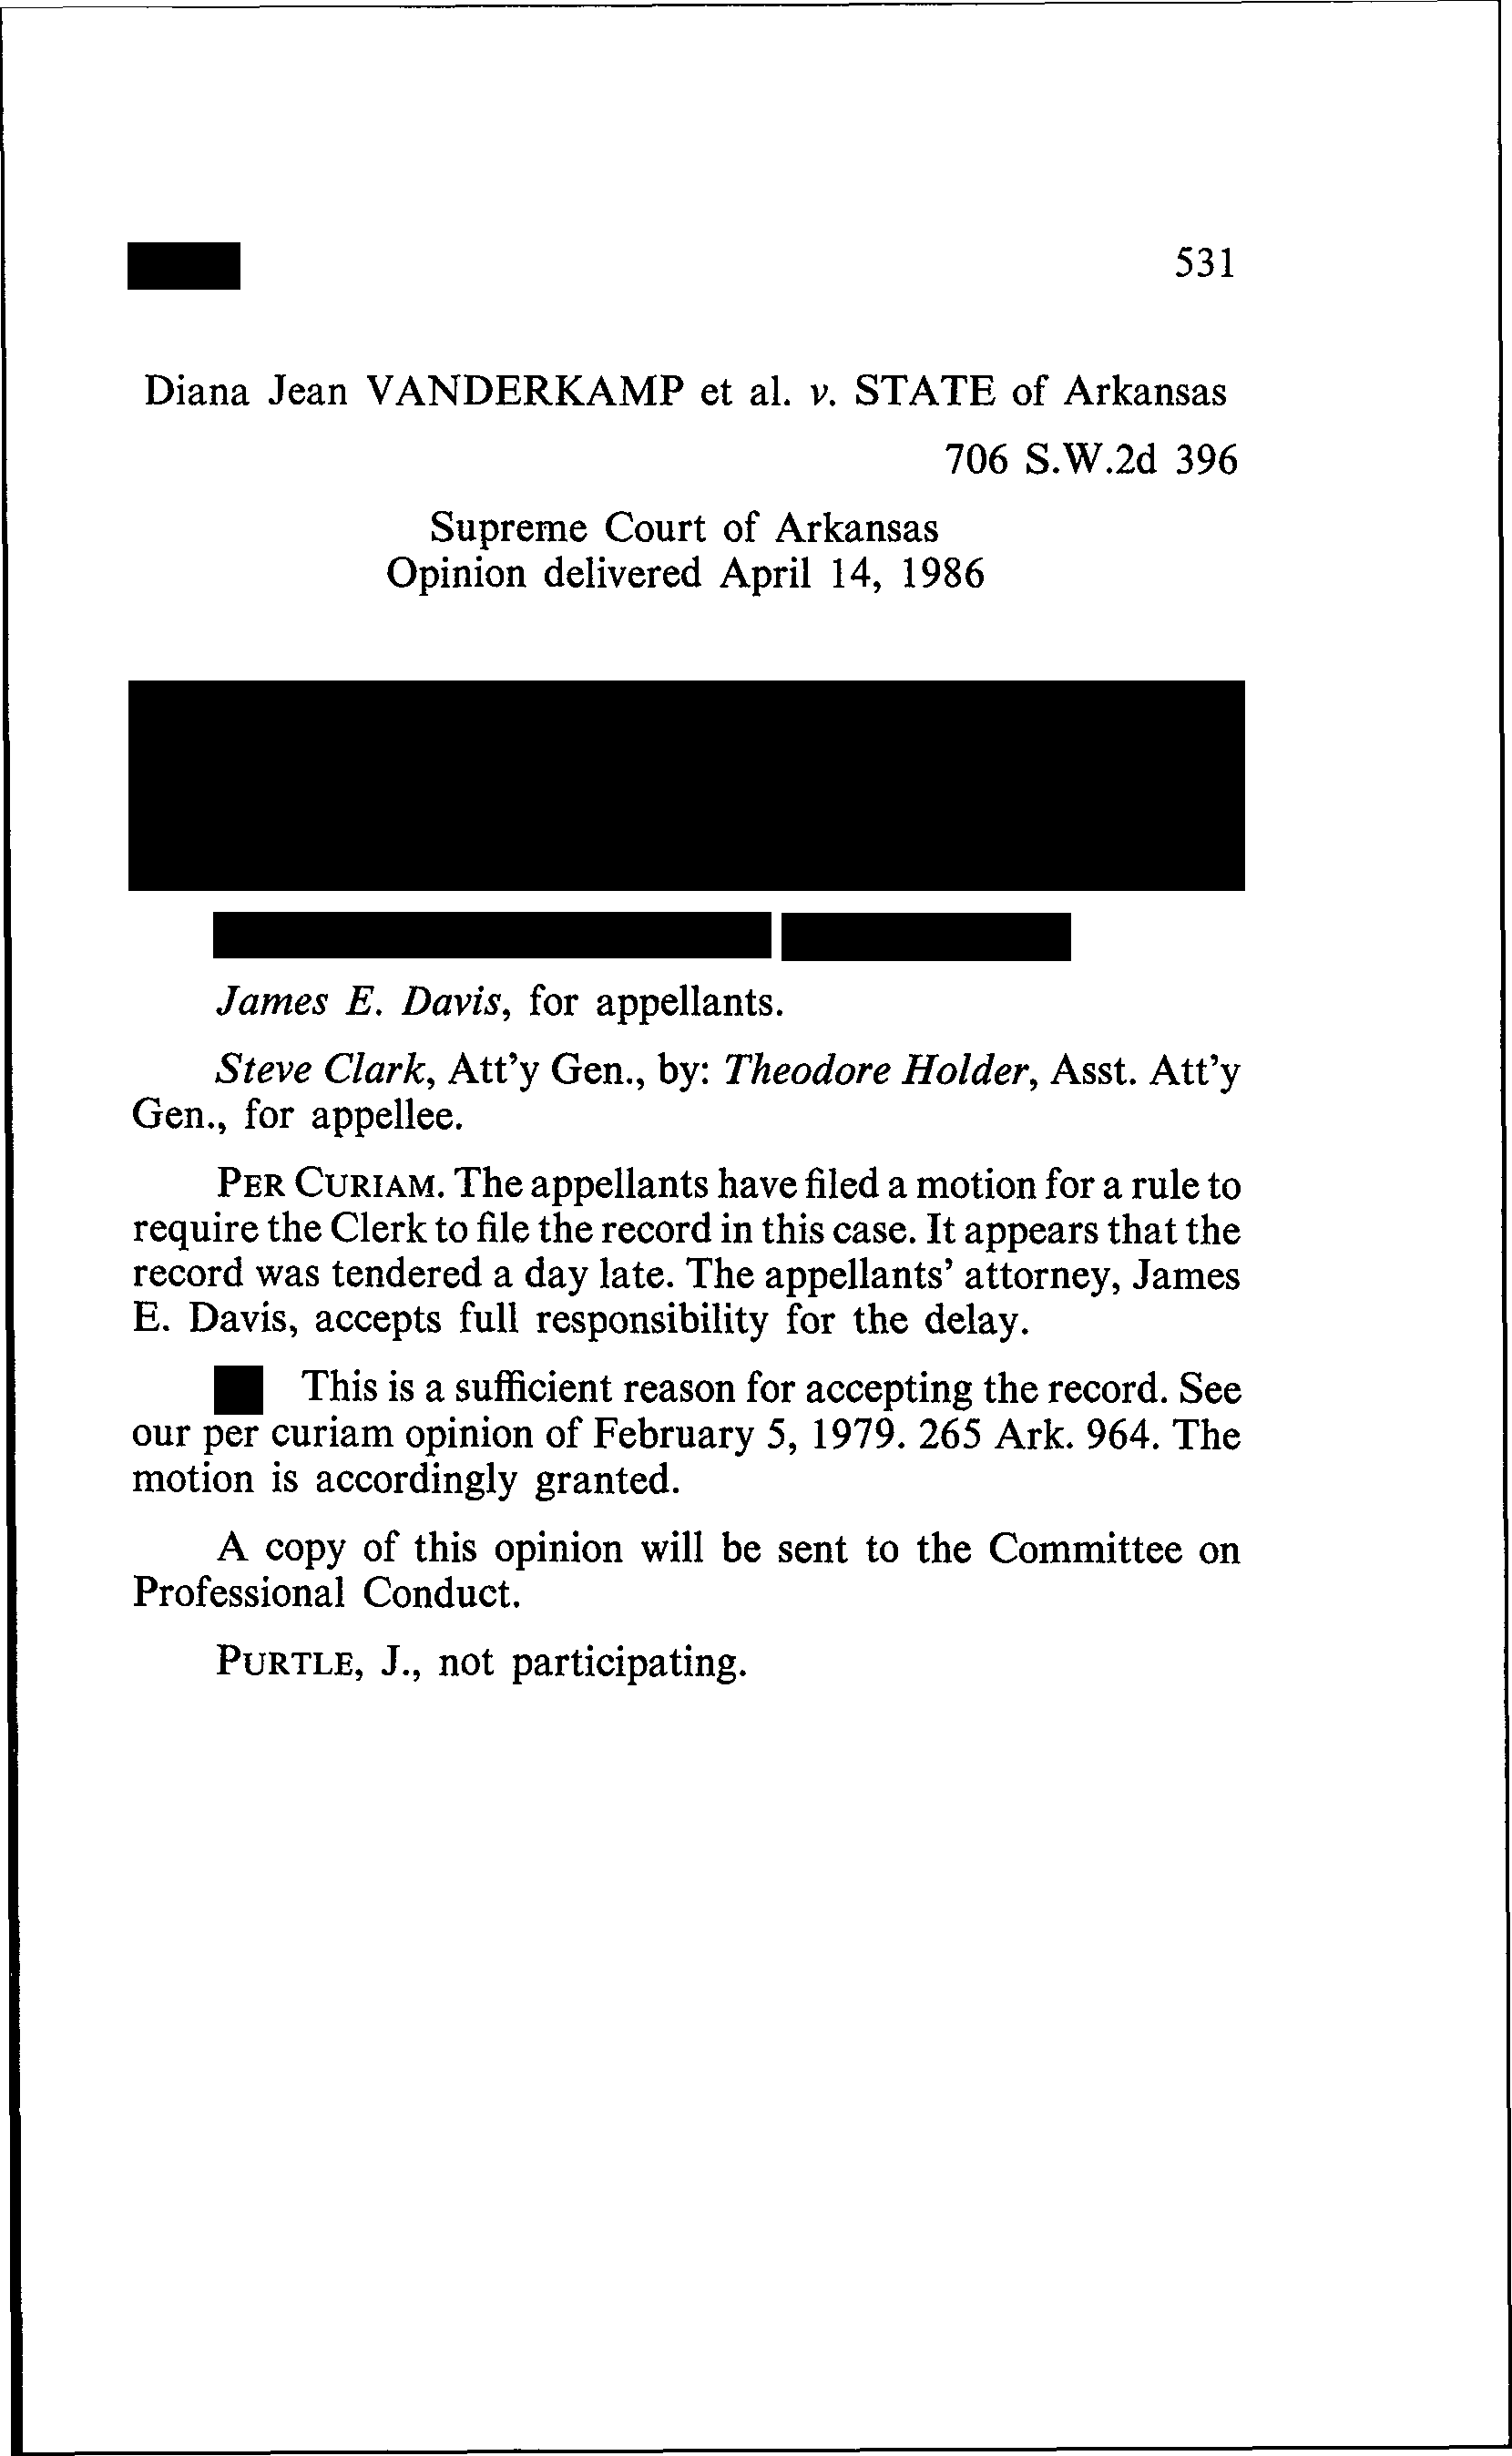 531
Diana Jean VANDERKAMP et al. v. STATE of Arkansas
706 S.W.2d 396
Supreme Court of Arkansas
Opinion delivered April 14, 1986
James E. Davis, for appellants.
Steve Clark, Att'y Gen., by: Theodore Holder, Asst. Att'y
Gen., for appellee.
PER CURIAM. The appellants have filed a motion for a rule to
require the Clerk to file the record in this case. It appears that the
record was tendered a day late. The appellants' attorney, James
E. Davis, accepts full responsibility for the delay.
This is a sufficient reason for accepting the record. See
our per curiam opinion of February 5, 1979. 265 Ark. 964. The
motion is accordingly granted.
A copy of this opinion will be sent to the Committee on
Professional Conduct.
PURTLE, J., not participating.